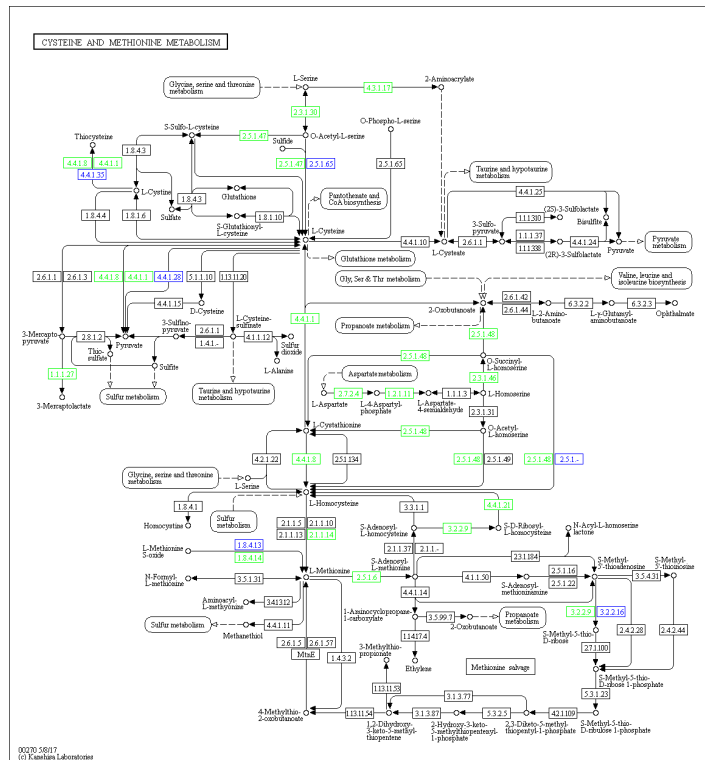 CYSTEINE AND METHIONINE METABOLISM
Glycine, serine and threonine
metabolism
L-Serine
4.3.1.17
2-Aminoacrylate
2.3.1.30
S-Sulfo-L-cysteine
2.5.1.47
O-Acetyl-L-serine
O-Phospho-L-serine
Thiocysteine
1.8.4.3
Sulfide
4.4.1.8
4.4.1.1
2.5.1.47
2.5.1.65
2.5.1.65
Taurine and hypotaurine
metabolism
4.4.1.35
L-Cystine
Glutathione
1.8.4.3
Pantothenate and
CoA biosynthesis
4.4.1.25
Sulfate
(2S)-3-Sulfolactate
1.8.4.4
1.8.1.6
S-Glutathionyl-
L-cysteine
1.8.1.10
L-Cysteine
3-Sulfo-
pyruvate
1.1.1.310
Bisulfite
4.4.1.10
L-Cysteate
2.6.1.1
1.1.1.37
1.1.1.338
(2R)-3-Sulfolactate
4.4.1.24
Pyruvate
Pyruvate
metabolism
Glutathione metabolism
Gly, Ser & Thr metabolism
Valine, leucine and
isoleucine biosynthesis
2.6.1.1
2.6.1.3
4.4.1.8
4.4.1.1
4.4.1.28
5.1.1.10
1.13.11.20
4.4.1.15
D-Cysteine
L-Cysteine-
sulfinate
4.4.1.1
2-Oxobutanoate
2.6.1.42
2.6.1.44
L-2-Amino-
butanoate
6.3.2.2
L-γ-Glutamyl-
aminobutanoate
6.3.2.3
Ophthalmate
3-Mercapto-
pyruvate
2.8.1.2
Pyruvate
3-Sulfino-
pyruvate
2.6.1.1
1.4.1.-
4.1.1.12
Sulfur
dioxide
Propanoate metabolism
2.5.1.48
Thio-
sulfate
Sulfite
L-Alanine
2.5.1.48
O-Succinyl-
L-homoserine
1.1.1.27
Aspartate metabolism
2.3.1.46
3-Mercaptolactate
Sulfur metabolism
Taurine and hypotaurine
metabolism
L-Aspartate
2.7.2.4
L-4-Aspartyl-
phosphate
1.2.1.11
L-Aspartate-
4-semialdehyde
1.1.1.3
L-Homoserine
2.3.1.31
L-Cystathionine
2.5.1.48
O-Acetyl-
L-homoserine
4.2.1.22
4.4.1.8
2.5.1.134
2.5.1.48
2.5.1.49
2.5.1.48
2.5.1.-
Glycine, serine and threonine
metabolism
L-Serine
L-Homocysteine
1.8.4.1
Homocystine
Sulfur
metabolism
3.3.1.1
4.4.1.21
S-Adenosyl-
L-homocysteine
3.2.2.9
S-D-Ribosyl-
L-homocysteine
N-Acyl-L-homoserine
lactone
2.1.1.5
2.1.1.10
2.1.1.13
2.1.1.14
L-Methionine
S-oxide
1.8.4.13
1.8.4.14
2.1.1.37
2.1.1.-
2.3.1.184
S-Methyl-
5'-thioadenosine
S-Methyl-
5'-thioinosine
L-Methionine
S-Adenosyl-
L-methionine
N-Formyl-
L-methionine
3.5.1.31
2.5.1.6
4.1.1.50
S-Adenosyl-
methioninamine
2.5.1.16
2.5.1.22
3.5.4.31
Aminoacyl-
L-methyonine
3.4.13.12
4.4.1.14
1-Aminocyclopropane-
1-carboxylate
3.2.2.9
3.2.2.16
Sulfur metabolism
4.4.1.11
Methanethiol
3.5.99.7
2-Oxobutanoate
Propanoate
metabolism
S-Methyl-5-thio-
D-ribose
2.6.1.5
2.6.1.57
MtnE
1.4.3.2
3-Methylthio-
propionate
1.14.17.4
Ethylene
2.7.1.100
2.4.2.28
2.4.2.44
Methionine salvage
S-Methyl-5-thio-
D-ribose 1-phosphate
1.13.11.53
3.1.3.77
5.3.1.23
4-Methylthio-
2-oxobutanoate
1.13.11.54
1,2-Dihydroxy-
3-keto-5-methyl-
thiopentene
3.1.3.87
2-Hydroxy-3-keto-
5-methylthiopentenyl-
1-phosphate
5.3.2.5
2,3-Diketo-5-methyl-
thiopentyl-1-phosphate
4.2.1.109
S-Methyl-5-thio-
D-ribulose 1-phosphate
00270 5/8/17
(c) Kanehisa Laboratories